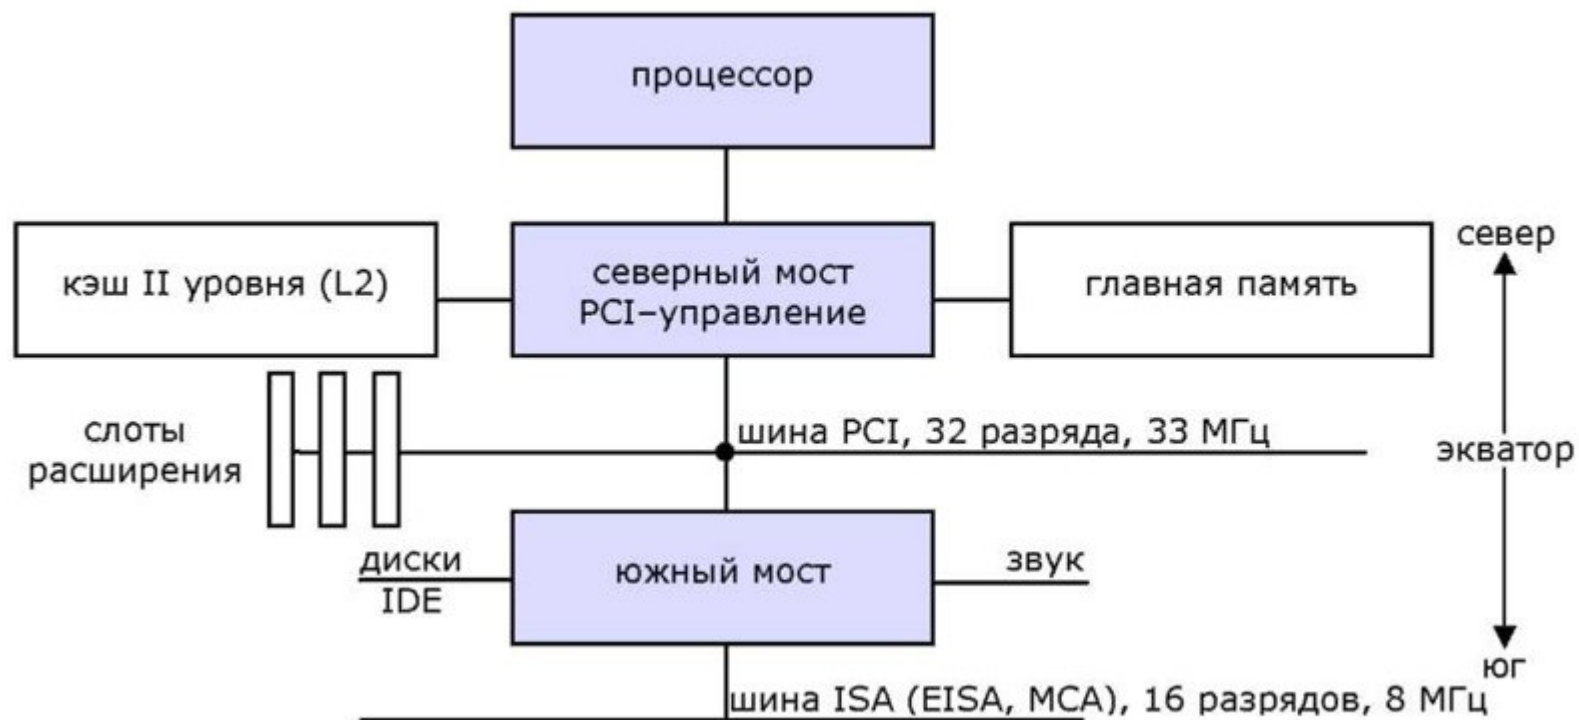 процессор
север
кэш II уровня (L2)
северный мост
PCI–управление
главная память
слоты
расширения
шина PCI, 32 разряда, 33 МГц
экватор
диски
IDE
южный мост
звук
юг
шина ISA (EISA, MCA), 16 разрядов, 8 МГц